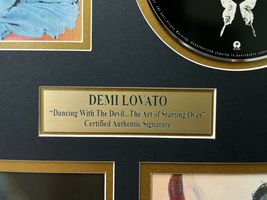 DEMI LOVATO
"Dancing With The Devil...The Art of Starting Over"
Certified Authentic Signature